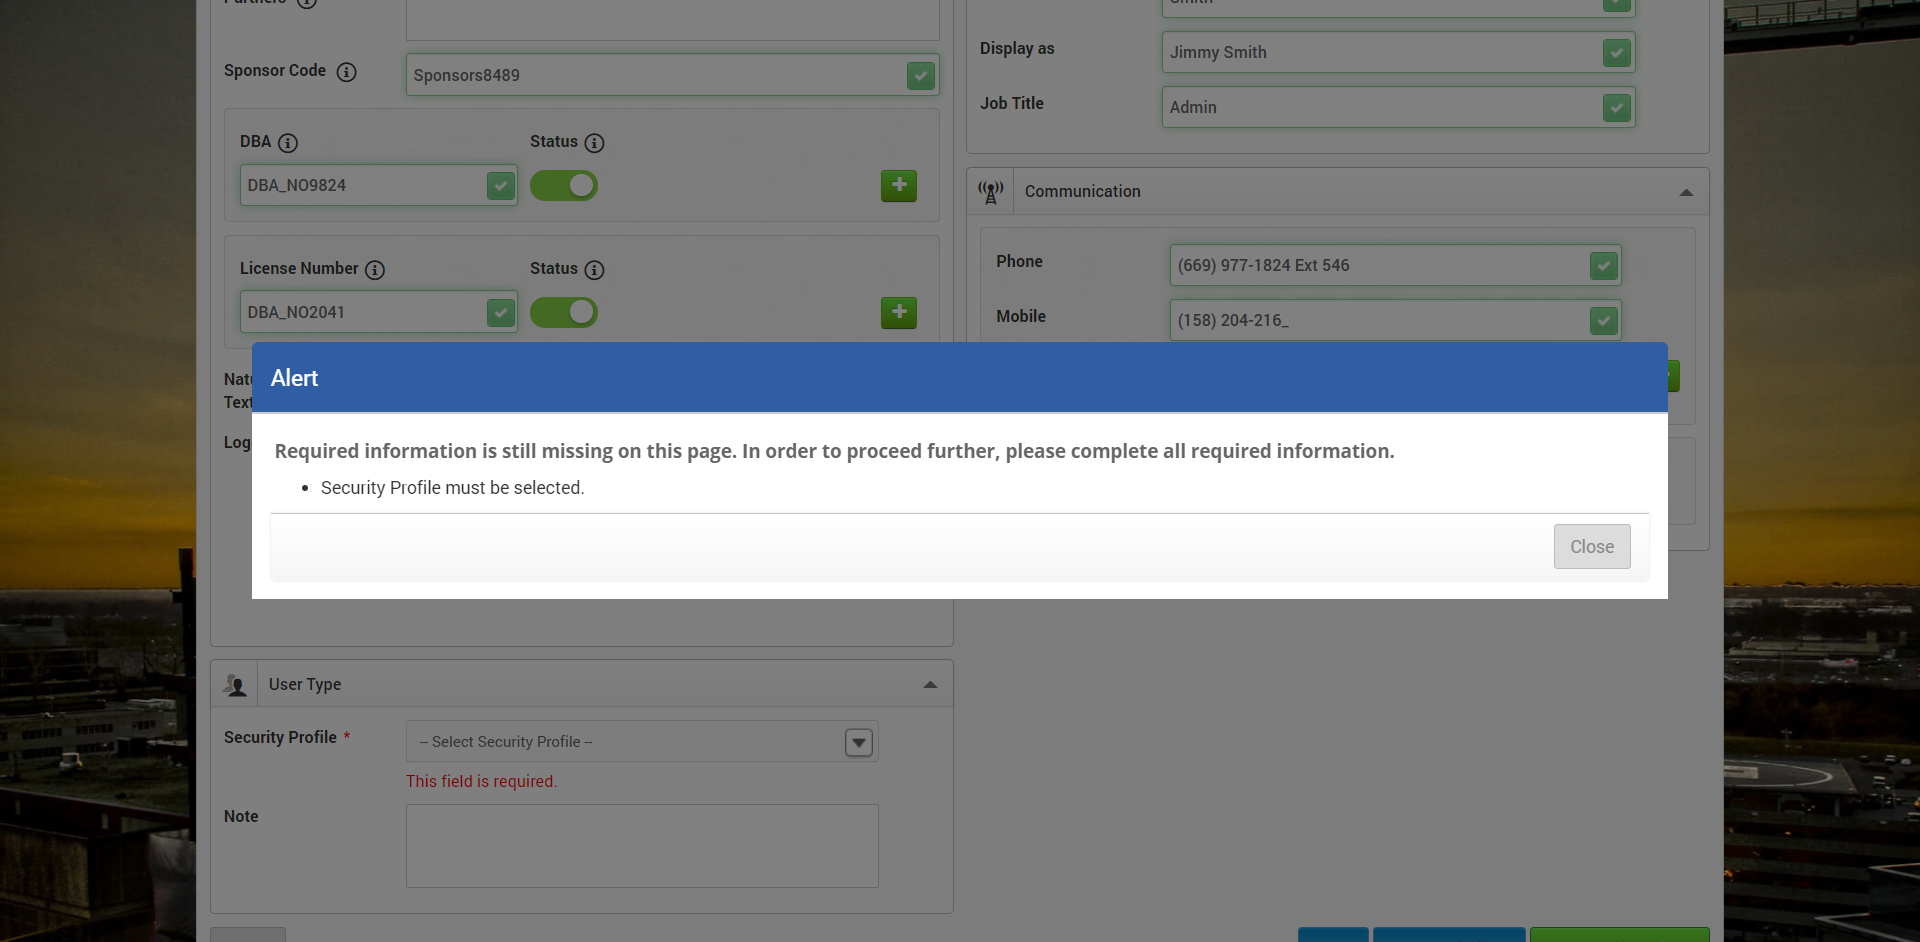 Partners
Smith
Display as
Jimmy Smith
Sponsor Code
Sponsors8489
Job Title
Admin
DBA
Status
DBA_NO9824
Communication
License Number
Status
Phone
(669) 977-1824 Ext 546
DBA_NO2041
Mobile
(158) 204-216_
Alert
Natu
Text
Log
Required information is still missing on this page. In order to proceed further, please complete all required information.
• Security Profile must be selected.
Close
User Type
Security Profile *
-- Select Security Profile --
This field is required.
Note